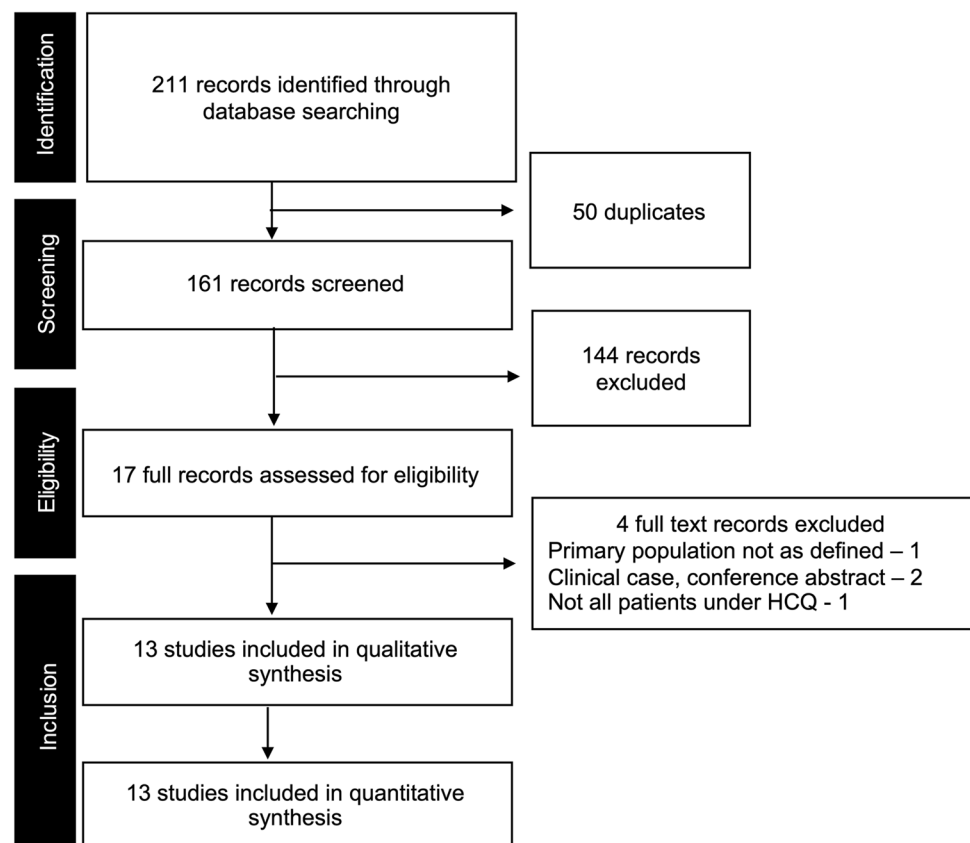 Identification
211 records identified through
database searching
50 duplicates
Screening
161 records screened
144 records
excluded
Eligibility
17 full records assessed for eligibility
4 full text records excluded
Primary population not as defined – 1
Clinical case, conference abstract – 2
Not all patients under HCQ - 1
Inclusion
13 studies included in qualitative
synthesis
13 studies included in quantitative
synthesis